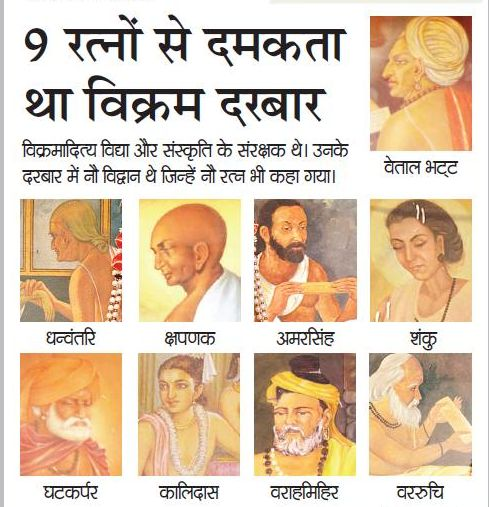 9 रत्नों से दमकता
था विक्रम दरबार
विक्रमादित्य विद्या और संस्कृति के संरक्षक थे। उनके
दरबार में नौ विद्वान थे जिन्हें नौ रत्न भी कहा गया।
वेताल भट्ट
धन्वंतरि
क्षपणक
अमरसिंह
शंकु
घटकर्पर
कालिदास
वराहमिहिर
वररुचि